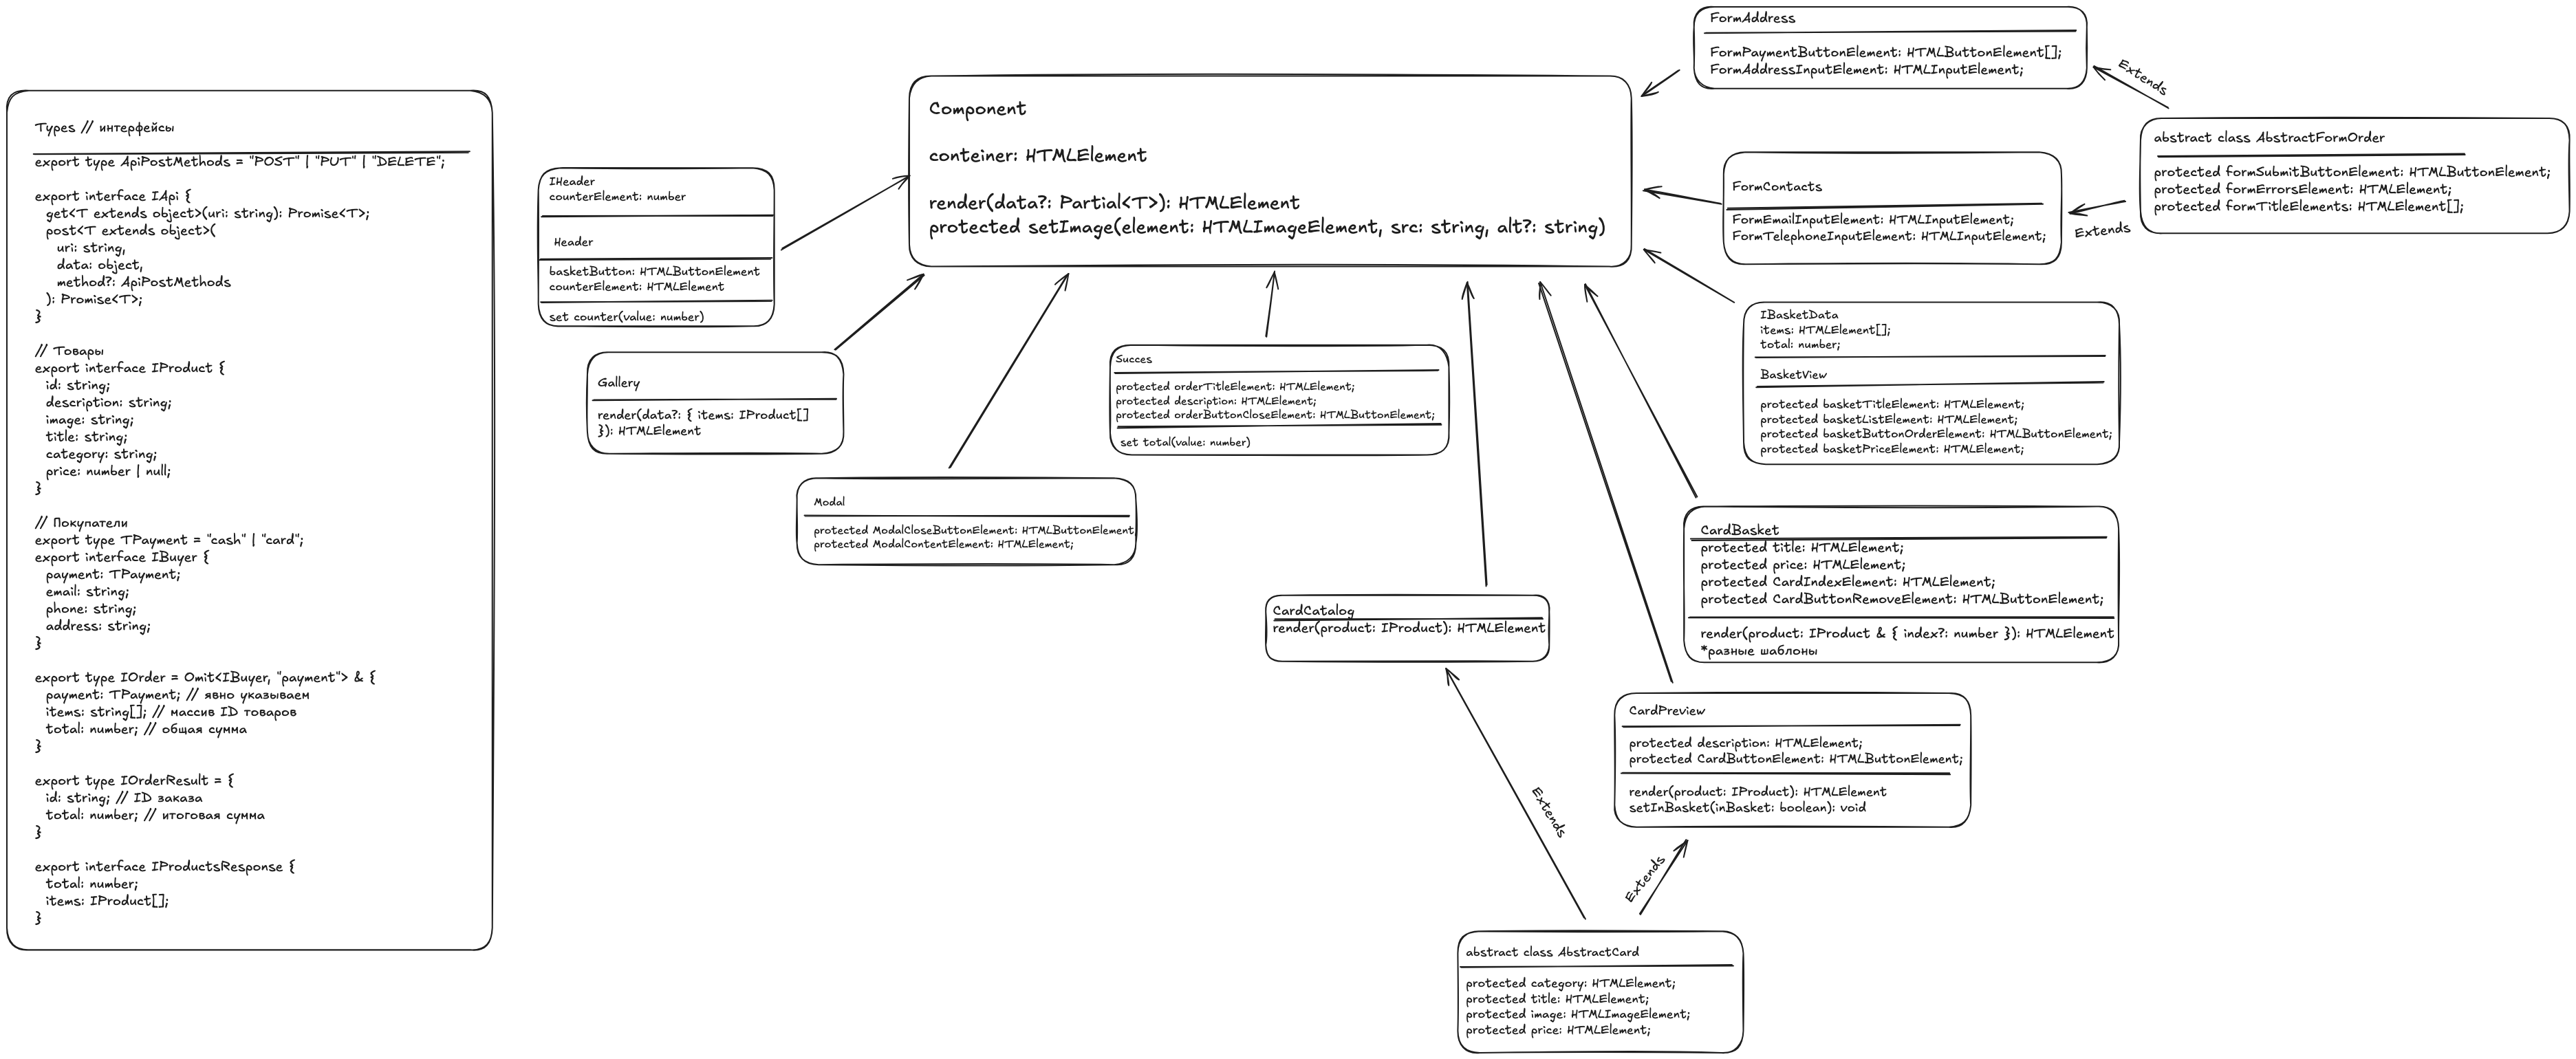 Types // интерфейсы
export type ApiPostMethods = "POST" | "PUT" | "DELETE";
export interface IApi {
get<T extends object>(uri: string): Promise<T>;
post<T extends object>(
uri: string,
data: object,
method?: ApiPostMethods
): Promise<T>;
}
// Товары
export interface IProduct {
id: string;
description: string;
image: string;
title: string;
category: string;
price: number | null;
}
// Покупатели
export type TPayment = "cash" | "card";
export interface IBuyer {
payment: TPayment;
email: string;
phone: string;
address: string;
}
export type IOrder = Omit<IBuyer, "payment"> & {
payment: TPayment; // явно указываем
items: string[]; // массив ID товаров
total: number; // общая сумма
}
export type IOrderResult = {
id: string; // ID заказа
total: number; // итоговая сумма
}
export interface IProductsResponse {
total: number;
items: IProduct[];
}
IHeader
counterElement: number
Header
basketButton: HTMLButtonElement
counterElement: HTMLElement
set counter(value: number)
Component
conteiner: HTMLElement
render(data?: Partial<T>): HTMLElement
protected setImage(element: HTMLImageElement, src: string, alt?: string)
Gallery
render(data?: { items: IProduct[]
}): HTMLElement
Modal
protected ModalCloseButtonElement: HTMLButtonElement
protected ModalContentElement: HTMLElement;
Succes
protected orderTitleElement: HTMLElement;
protected description: HTMLElement;
protected orderButtonCloseElement: HTMLButtonElement;
set total(value: number)
FormAddress
FormPaymentButtonElement: HTMLButtonElement[];
FormAddressInputElement: HTMLInputElement;
Extends
abstract class AbstractFormOrder
protected formSubmitButtonElement: HTMLButtonElement;
protected formErrorsElement: HTMLElement;
protected formTitleElements: HTMLElement[];
Extends
FormContacts
FormEmailInputElement: HTMLInputElement;
FormTelephoneInputElement: HTMLInputElement;
IBasketData
items: HTMLElement[];
total: number;
BasketView
protected basketTitleElement: HTMLElement;
protected basketListElement: HTMLElement;
protected basketButtonOrderElement: HTMLButtonElement;
protected basketPriceElement: HTMLElement;
CardBasket
protected title: HTMLElement;
protected price: HTMLElement;
protected CardIndexElement: HTMLElement;
protected CardButtonRemoveElement: HTMLButtonElement;
render(product: IProduct & { index?: number }): HTMLElement
*разные шаблоны
CardCatalog
render(product: IProduct): HTMLElement
CardPreview
protected description: HTMLElement;
protected CardButtonElement: HTMLButtonElement;
render(product: IProduct): HTMLElement
setInBasket(inBasket: boolean): void
Extends
Extends
abstract class AbstractCard
protected category: HTMLElement;
protected title: HTMLElement;
protected image: HTMLImageElement;
protected price: HTMLElement;